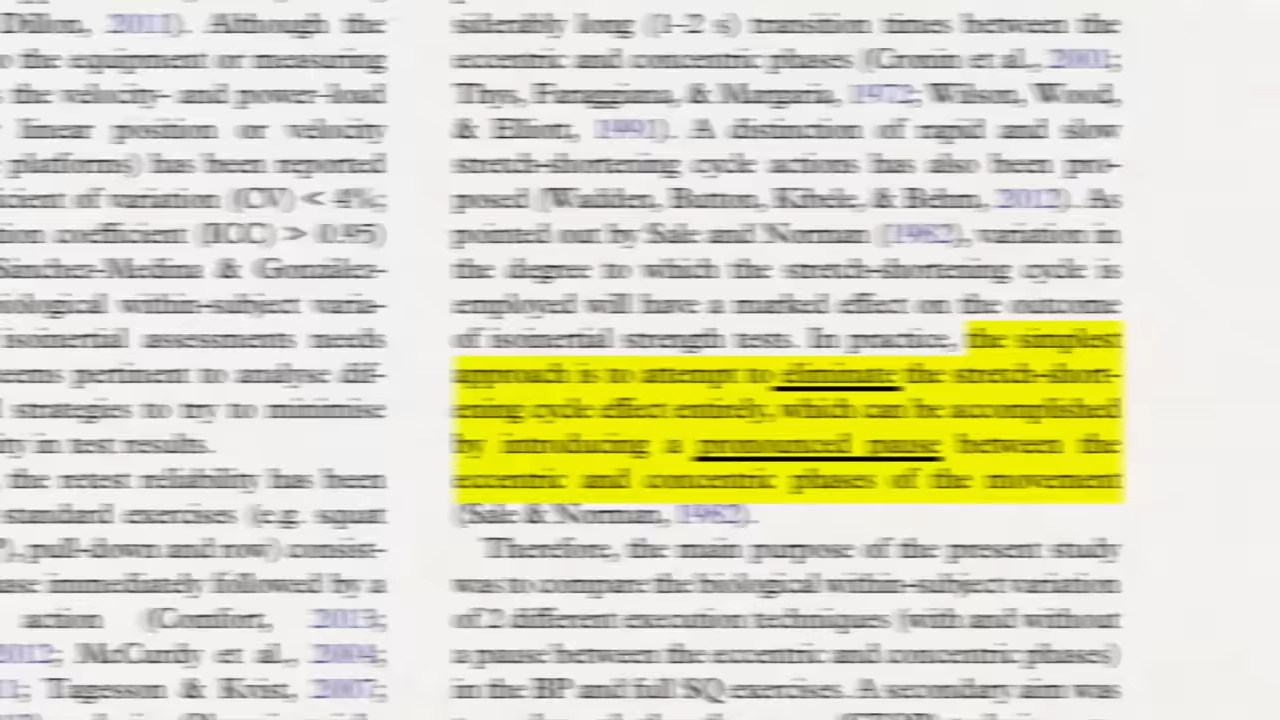 Dillon, 2011). Although the
the equipment or measuring
the velocity- and power-load
linear position or velocity
platforms) has been reported
of variation (CV) < 4%;
coefficient (ICC) > 0.95)
Sánchez-Medina & González-
within-subject varia-
isoinertial assessments needs
pertinent to analyse dif-
strategies to try to minimise
in test results.
the retest reliability has been
standard exercises (e.g. squat
pull-down and row) consist-
immediately followed by a
action (Comfort, 2013;
2012; McCurdy et al., 2004;
Tagesson & Kvist, 2007;
siderably long (1–2 s) transition times between the
eccentric and concentric phases (Cronin et al., 2001;
Thys, Faraggiana, & Margaria, 1972; Wilson, Wood,
& Elliott, 1991). A distinction of rapid and slow
stretch-shortening cycle actions has also been pro-
posed (Wadden, Button, Kibele, & Behm, 2012). As
pointed out by Sale and Norman (1982), variation in
the degree to which the stretch-shortening cycle is
employed will have a marked effect on the outcome
of isoinertial strength tests. In practice, the simplest
approach is to attempt to eliminate the stretch-short-
ening cycle effect entirely, which can be accomplished
by introducing a pronounced pause between the
eccentric and concentric phases of the movement
(Sale & Norman, 1982).
Therefore, the main purpose of the present study
was to compare the biological within-subject variation
of 2 different execution techniques (with and without
a pause between the eccentric and concentric phases)
in the BP and full SQ exercises. A secondary aim was